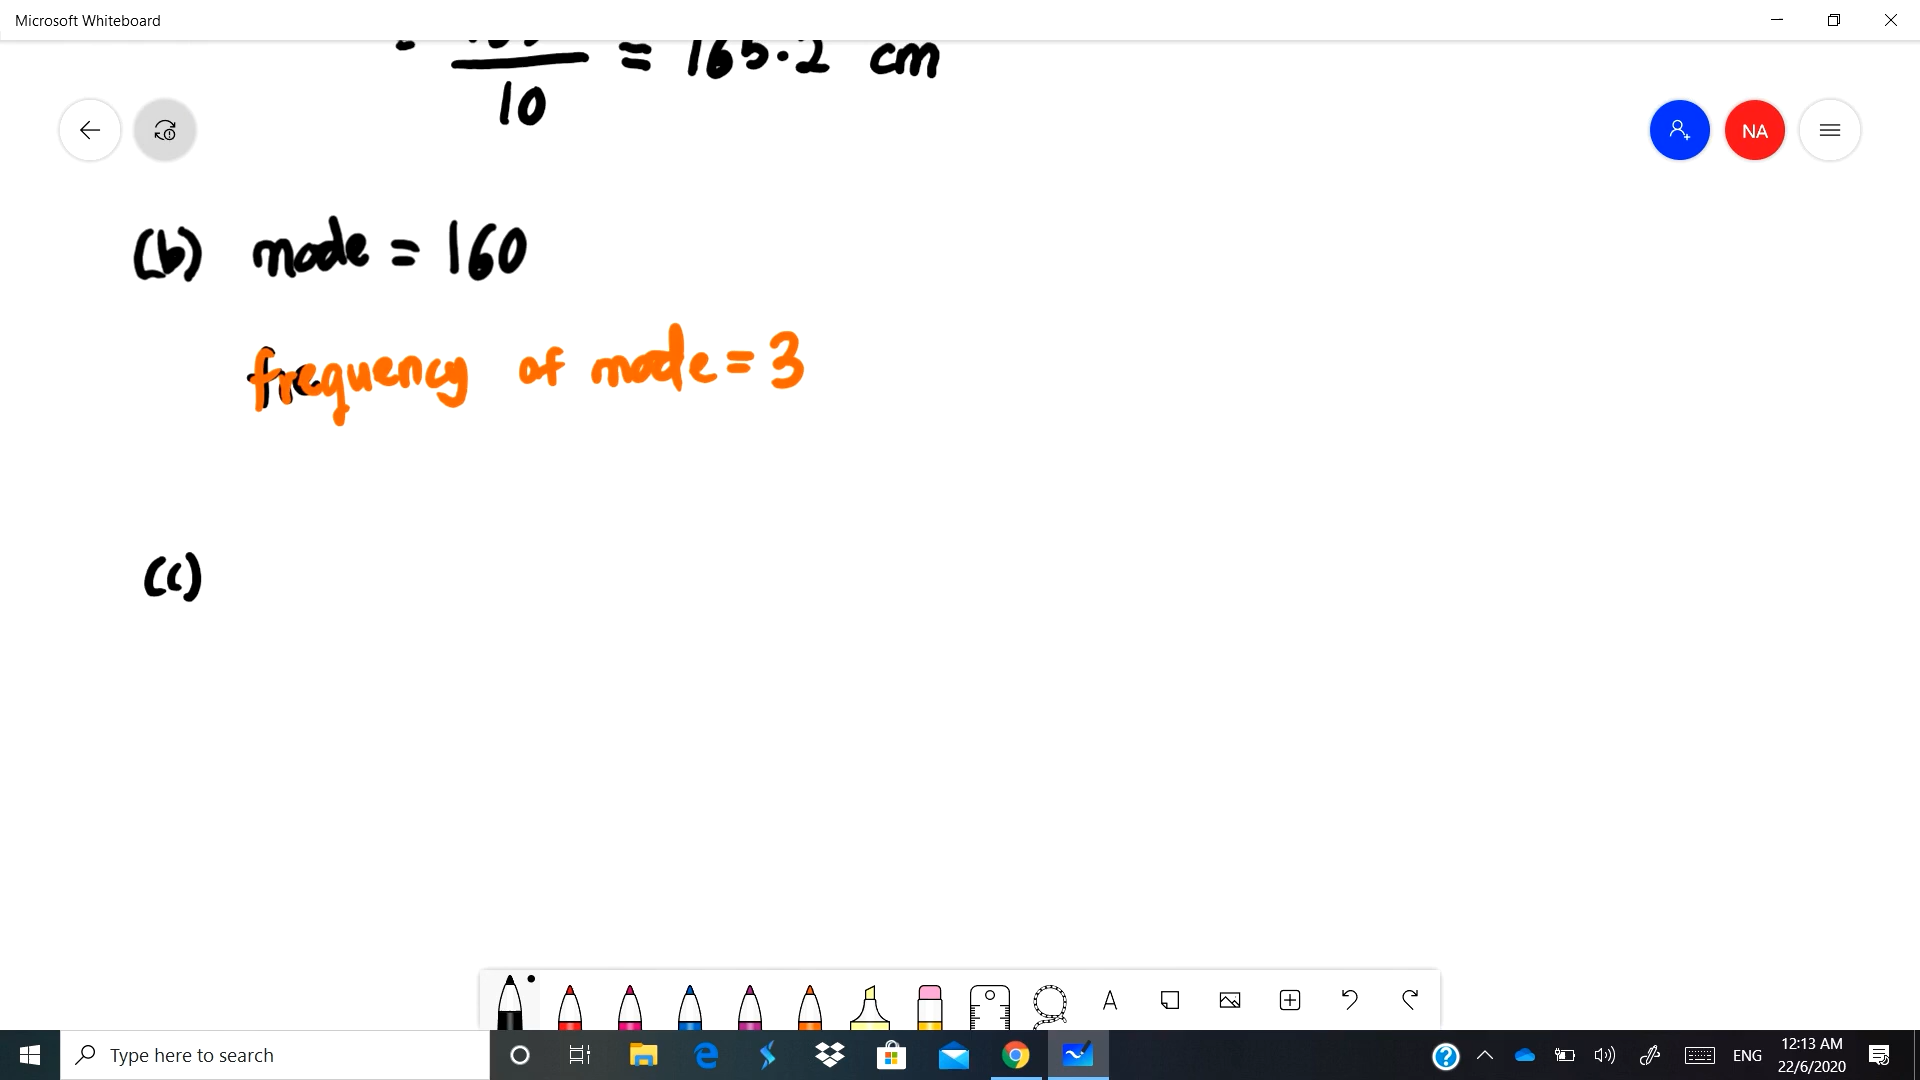 Microsoft Whiteboard
= 165.2 cm
10
NA
(b) mode = 160
frequency of mode = 3
(c)
A
Type here to search
ENG
12:13 AM
22/6/2020